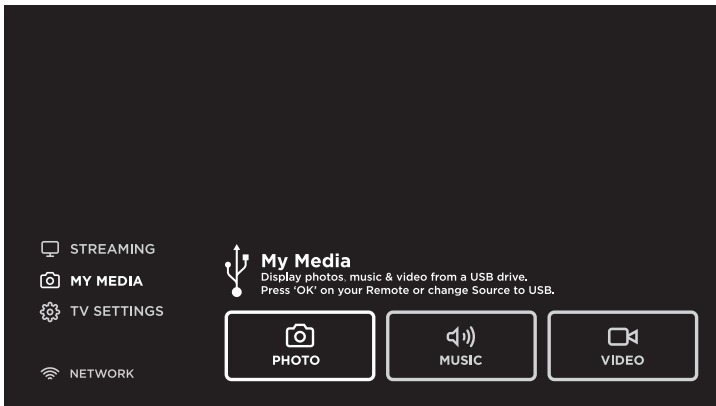 STREAMING
MY MEDIA
TV SETTINGS
NETWORK
My Media
Display photos, music & video from a USB drive.
Press ‘OK’ on your Remote or change Source to USB.
PHOTO
MUSIC
VIDEO